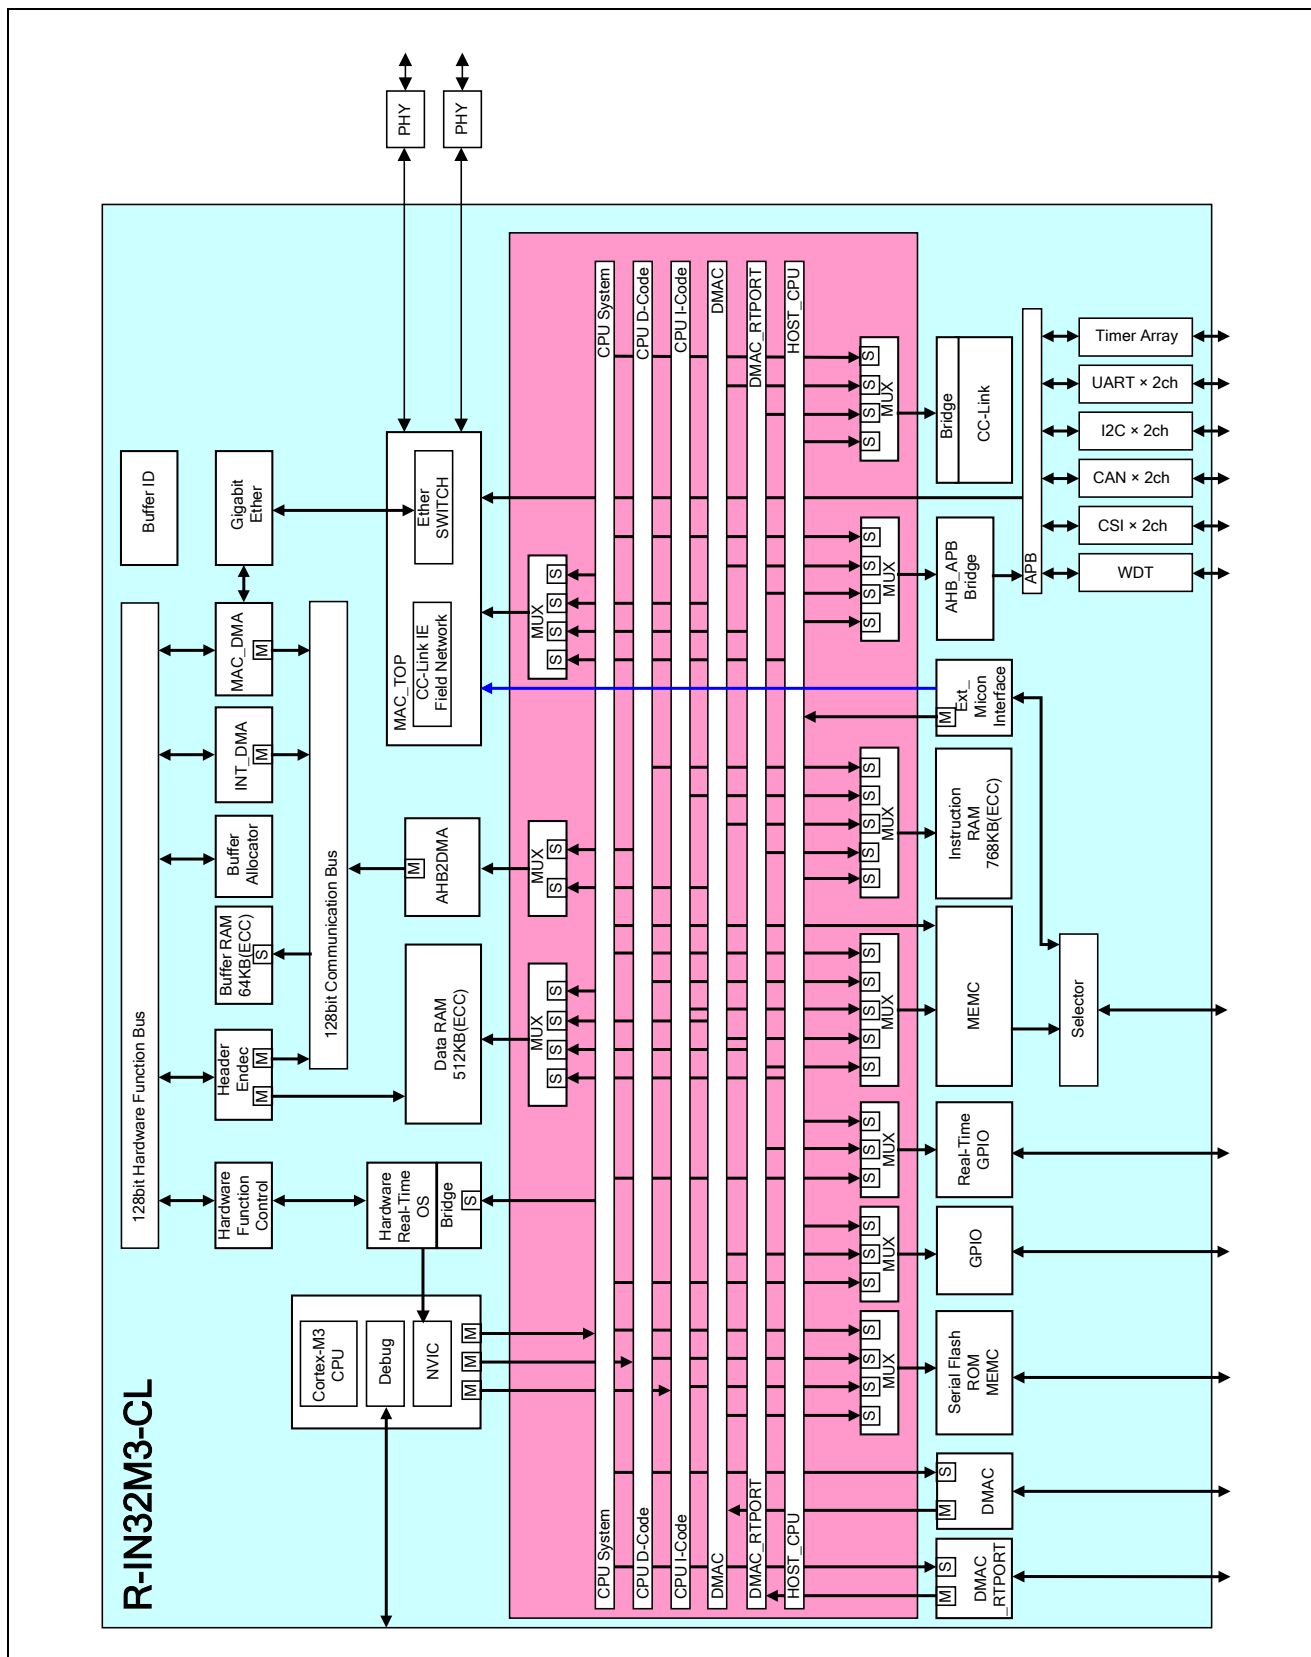 R-IN32M3-CL
128bit Hardware Function Bus
Buffer ID
Hardware
Function
Control
Header
Endec
M
M
Buffer RAM
64KB(ECC)
S
Buffer
Allocator
INT_DMA
M
MAC_DMA
M
Gigabit
Ether
128bit Communication Bus
Cortex-M3
CPU
Debug
NVIC
M
M
M
Hardware
Real-Time
OS
Bridge
S
Data RAM
512KB(ECC)
AHB2DMA
M
MAC_TOP
CC-Link IE
Field Network
Ether
SWITCH
PHY
PHY
MUX
S
S
S
S
MUX
S
S
MUX
S
S
S
S
CPU System
CPU System
CPU D-Code
CPU D-Code
CPU I-Code
CPU I-Code
DMAC
DMAC
DMAC_RTPORT
DMAC_RTPORT
HOST_CPU
HOST_CPU
S
S
S
S
MUX
S
S
S
MUX
S
S
S
MUX
S
S
S
S
S
MUX
S
S
S
S
S
MUX
S
S
S
S
MUX
S
S
S
S
MUX
M
S
DMAC
_RTPORT
M
S
DMAC
Serial Flash
ROM
MEMC
GPIO
Real-Time
GPIO
MEMC
Instruction
RAM
768KB(ECC)
M
Ext_
Micon
Interface
AHB_APB
Bridge
Bridge
CC-Link
Selector
APB
WDT
CSI × 2ch
CAN × 2ch
I2C × 2ch
UART × 2ch
Timer Array